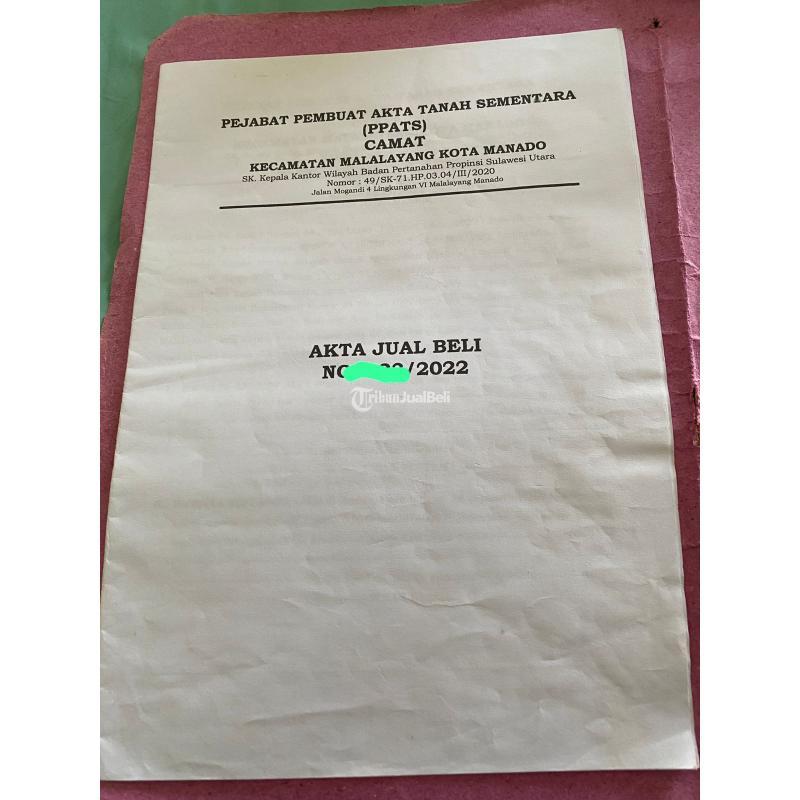 PEJABAT PEMBUAT AKTA TANAH SEMENTARA
(PPATS)
CAMAT
KECAMATAN MALALAYANG KOTA MANADO
SK. Kepala Kantor Wilayah Badan Pertanahan Propinsi Sulawesi Utara
Nomor : 49/SK-71.HP.03.04/III/2020
Jalan Mogandi 4 Lingkungan VI Malalayang Manado
AKTA JUAL BELI
NO /2022
TribunJualBeli